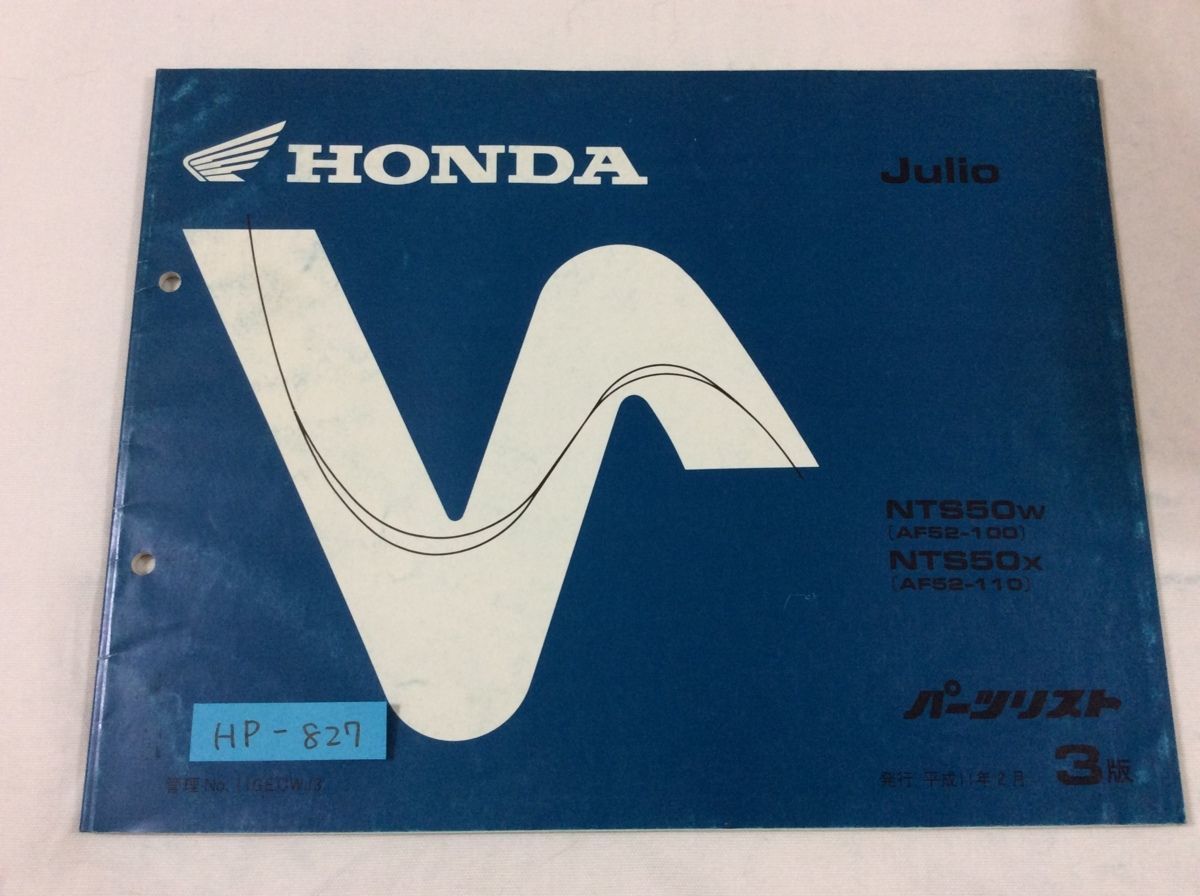 HONDA
Julio
NTS50W
(AF52-100)
NTS50X
(AF52-110)
パーツリスト
3版
発行 平成11年2月
HP-827
管理No.